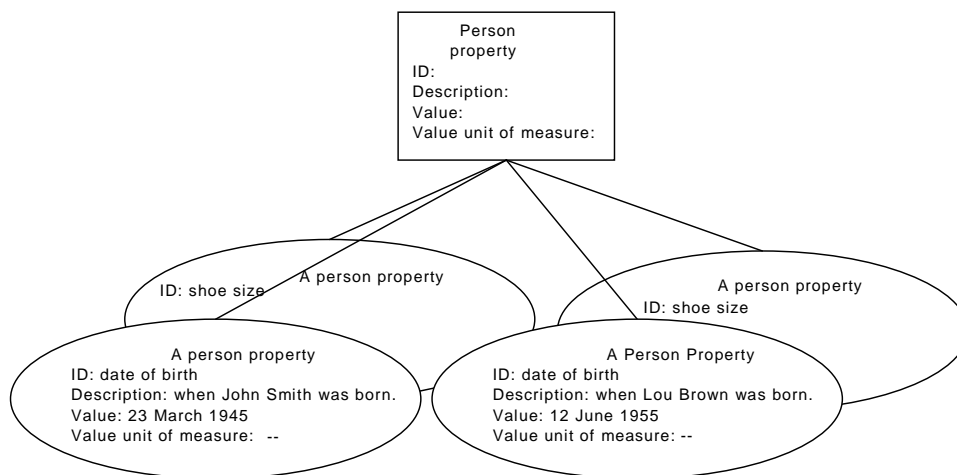 Person
property
ID:
Description:
Value:
Value unit of measure:
A person property
ID: shoe size
A person property
ID: shoe size
A person property
ID: date of birth
Description: when John Smith was born.
Value: 23 March 1945
Value unit of measure: --
A Person Property
ID: date of birth
Description: when Lou Brown was born.
Value: 12 June 1955
Value unit of measure: --